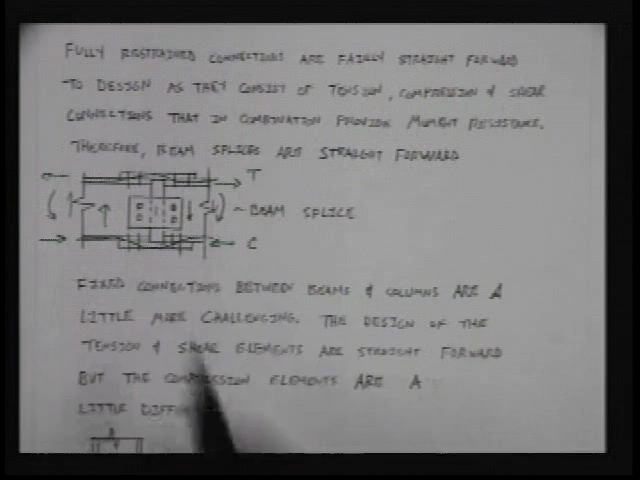 FULLY RESTRAINED CONNECTIONS ARE FAIRLY STRAIGHT FORWARD
TO DESIGN AS THEY CONSIST OF TENSION, COMPRESSION & SHEAR
CONNECTIONS THAT IN COMBINATION PROVIDE MOMENT RESISTANCE.
THEREFORE, BEAM SPLICES ARE STRAIGHT FORWARD
T
~ BEAM SPLICE
C
FIXED CONNECTIONS BETWEEN BEAMS & COLUMNS ARE A
LITTLE MORE CHALLENGING. THE DESIGN OF THE
TENSION & SHEAR ELEMENTS ARE STRAIGHT FORWARD
BUT THE COMPRESSION ELEMENTS ARE A
LITTLE